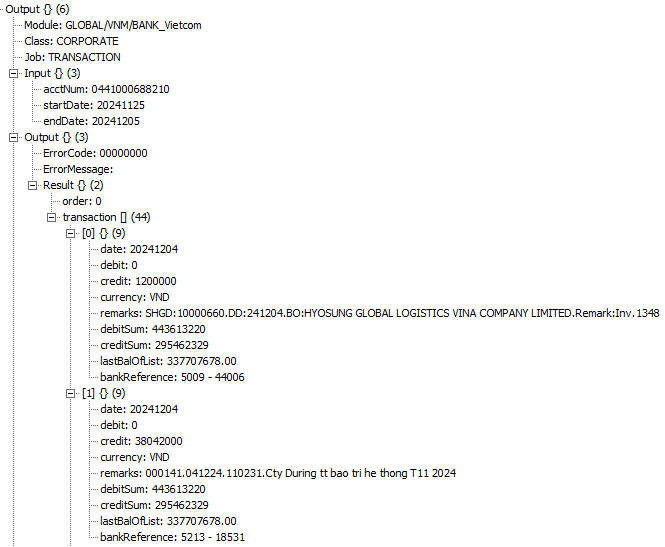 Output {} (6)
Module: GLOBAL/VNM/BANK_Vietcom
Class: CORPORATE
Job: TRANSACTION
Input {} (3)
acctNum: 0441000688210
startDate: 20241125
endDate: 20241205
Output {} (3)
ErrorCode: 00000000
ErrorMessage:
Result {} (2)
order: 0
transaction [] (44)
[0] {} (9)
date: 20241204
debit: 0
credit: 1200000
currency: VND
remarks: SHGD:10000660.DD:241204.BO:HYOSUNG GLOBAL LOGISTICS VINA COMPANY LIMITED.Remark:Inv.1348
debitSum: 443613220
creditSum: 295462329
lastBalOfList: 337707678.00
bankReference: 5009 - 44006
[1] {} (9)
date: 20241204
debit: 0
credit: 38042000
currency: VND
remarks: 000141.041224.110231.Cty During tt bao tri he thong T11 2024
debitSum: 443613220
creditSum: 295462329
lastBalOfList: 337707678.00
bankReference: 5213 - 18531